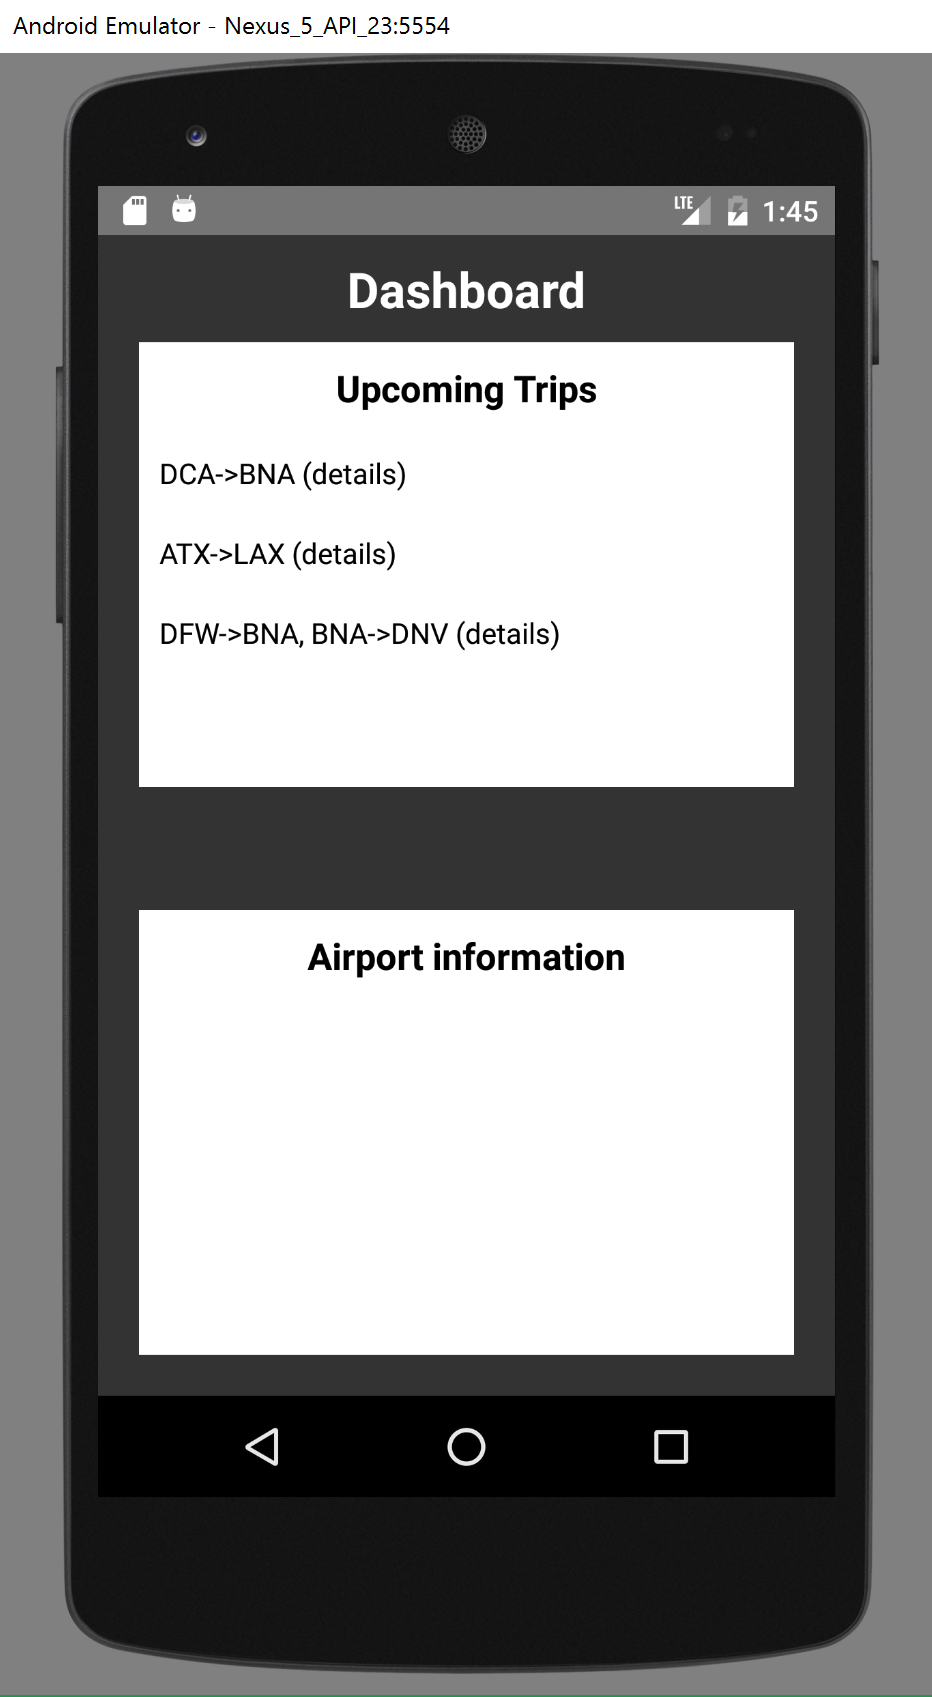 Android Emulator - Nexus_5_API_23:5554
LTE 1:45
Dashboard
Upcoming Trips
DCA->BNA (details)
ATX->LAX (details)
DFW->BNA, BNA->DNV (details)
Airport information